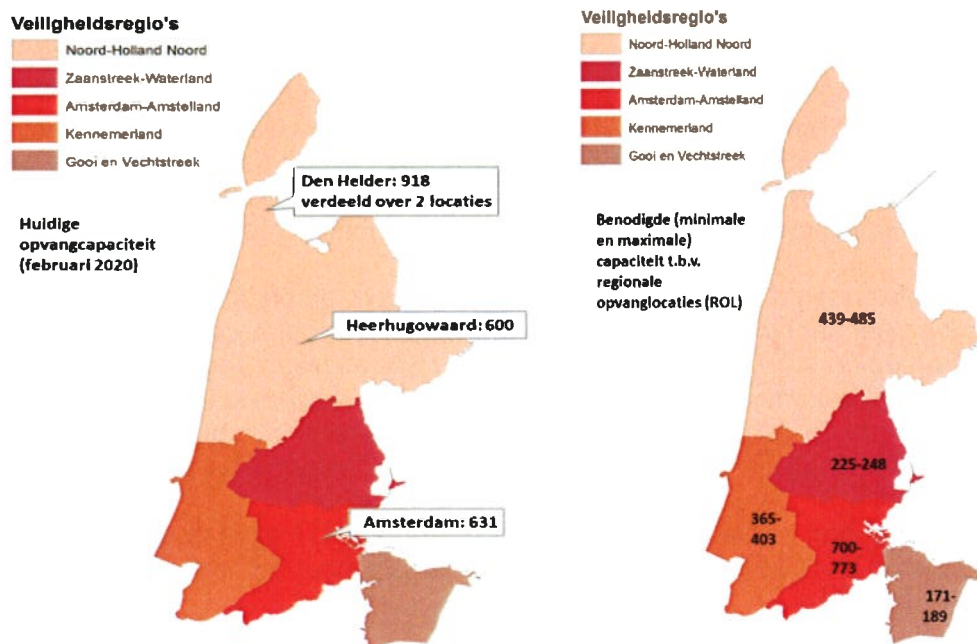 Veiligheidsregio's
Noord-Holland Noord
Zaanstreek-Waterland
Amsterdam-Amstelland
Kennemerland
Gooi en Vechtstreek
Huidige
opvangcapaciteit
(februari 2020)
Den Helder: 918
verdeeld over 2 locaties
Heerhugowaard: 600
Amsterdam: 631
Veiligheidsregio's
Noord-Holland Noord
Zaanstreek-Waterland
Amsterdam-Amstelland
Kennemerland
Gooi en Vechtstreek
Benodigde (minimale
en maximale)
capaciteit t.b.v.
regionale
opvanglocaties (ROL)
439-485
225-248
365-
403
700-
773
171-
189